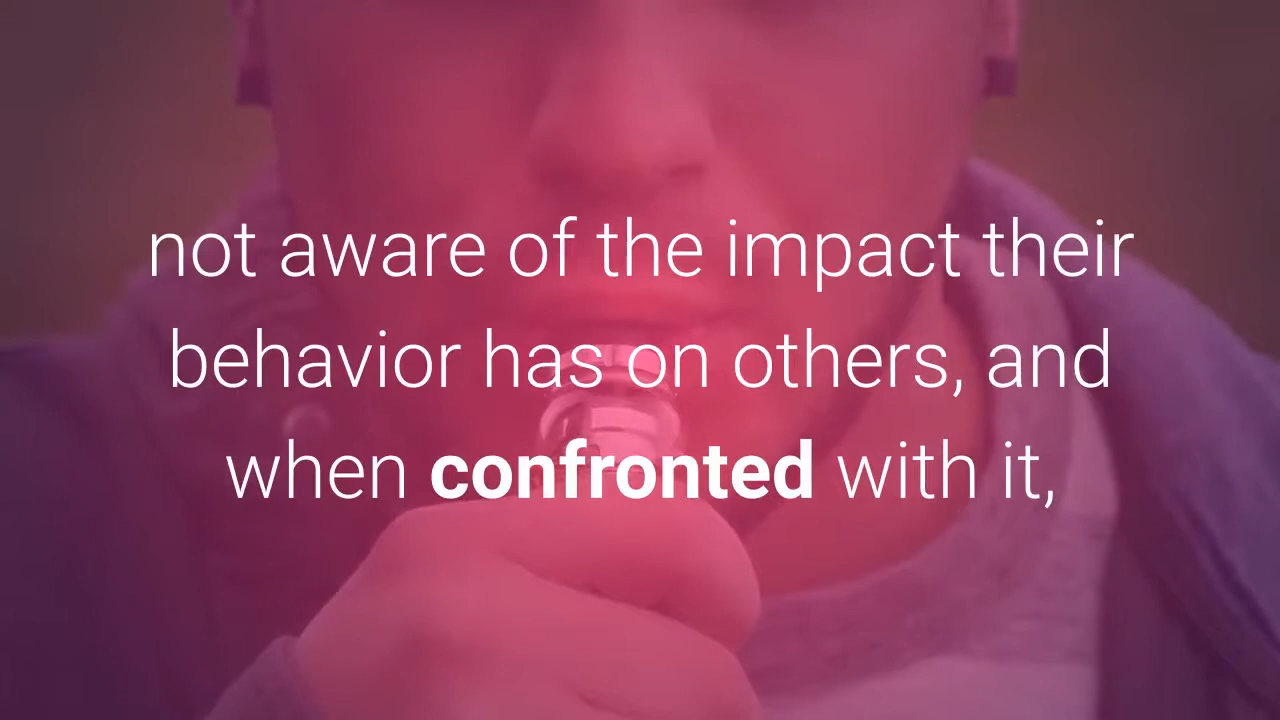 not aware of the impact their
behavior has on others, and
when confronted with it,